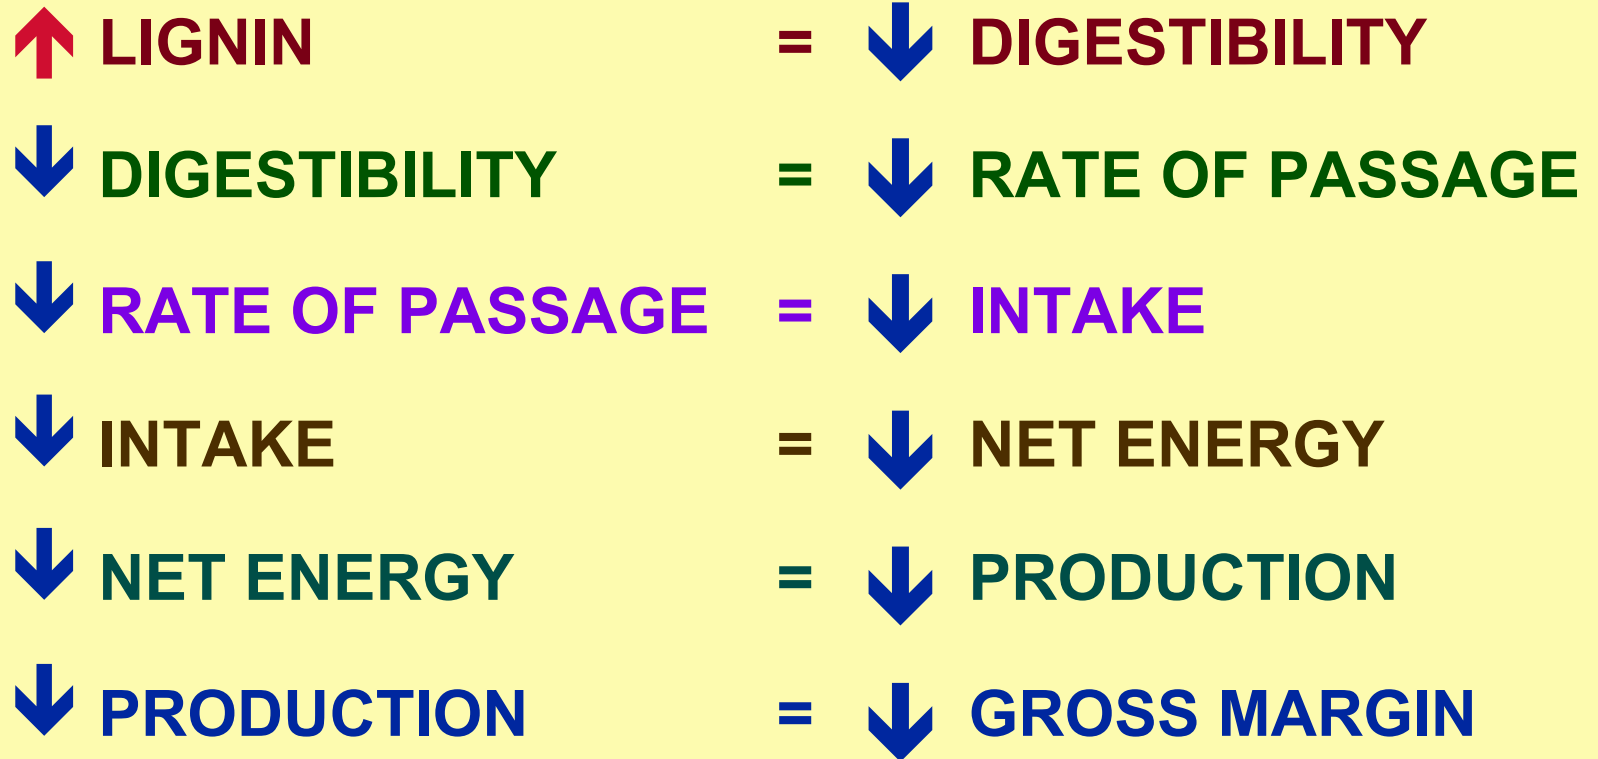 ↑ LIGNIN = ↓ DIGESTIBILITY
↓ DIGESTIBILITY = ↓ RATE OF PASSAGE
↓ RATE OF PASSAGE = ↓ INTAKE
↓ INTAKE = ↓ NET ENERGY
↓ NET ENERGY = ↓ PRODUCTION
↓ PRODUCTION = ↓ GROSS MARGIN